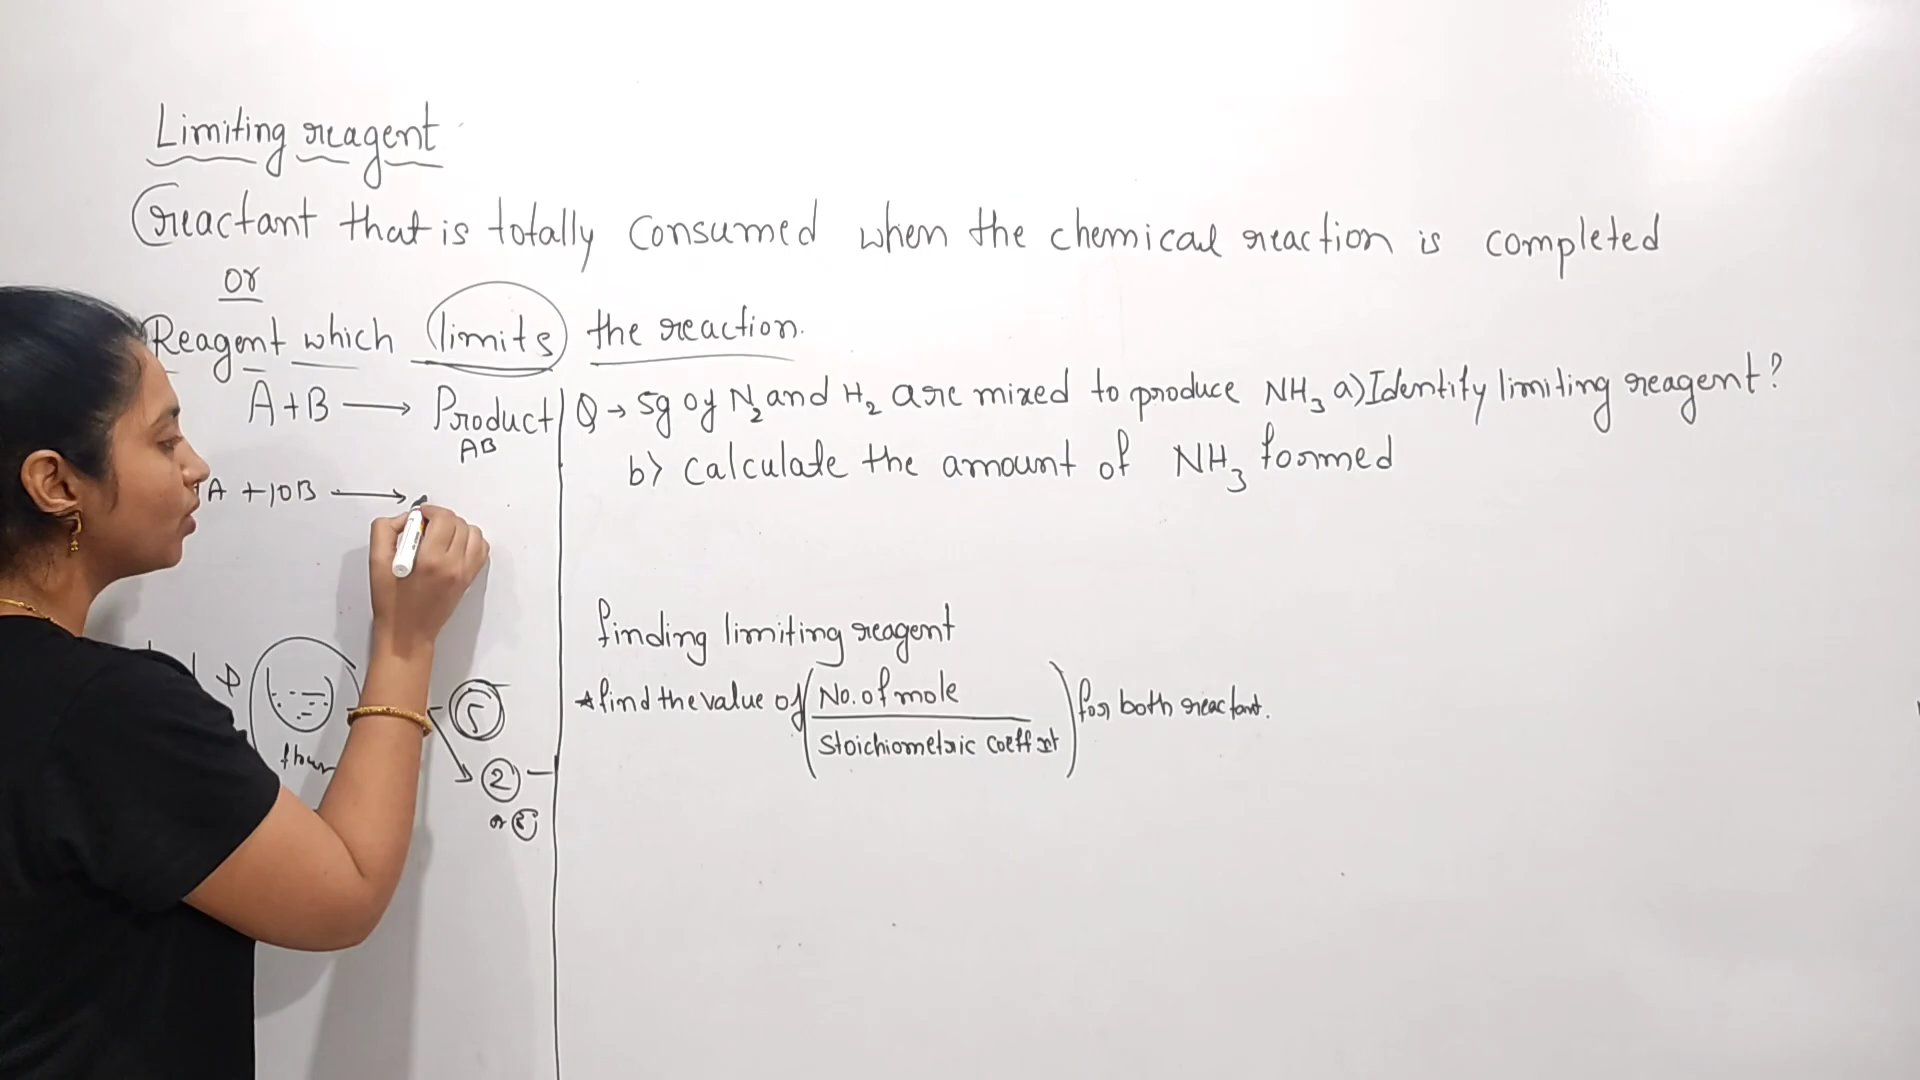 Limiting reagent
reactant that is totally consumed when the chemical reaction is completed
or
Reagent which limits the reaction.
A+B → Product
AB
A +10B →
5
2
or
Q → 5g of N₂ and H₂ are mixed to produce NH₃ a) Identify limiting reagent?
b) Calculate the amount of NH₃ formed
finding limiting reagent
*find the value of (No. of mole
Stoichiometric coeff nt) for both reactant.